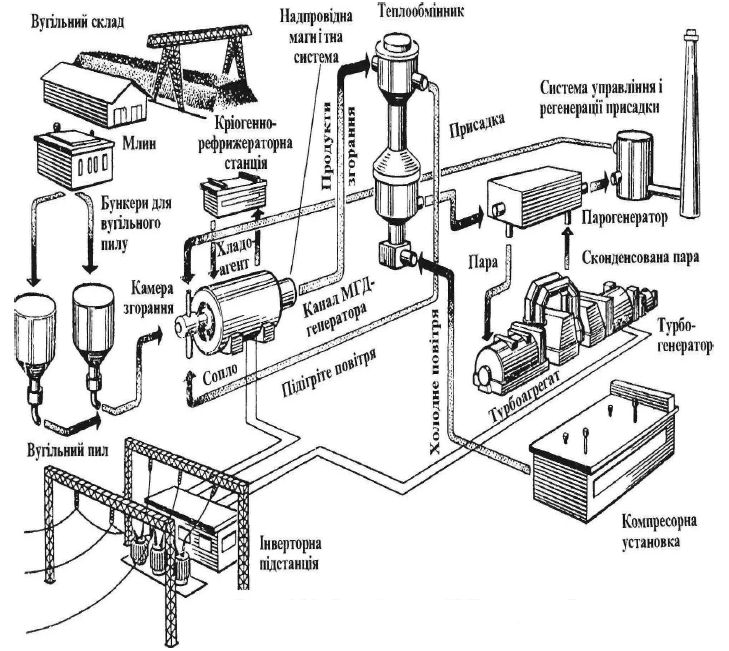 Вугільний склад
Надпровідна
магнітна
система
Теплообмінник
Система управління і
регенерації присадки
Млин
Кріогенно-
рефрижераторна
станція
Продукти
згорання
Присадка
Бункери для
вугільного
пилу
Хладо-
агент
Парогенератор
Камера
згорання
Канал МГД-
генератора
Пара
Сконденсована пара
Турбо-
генератор
Сопло
Підігріте повітря
Холодне повітря
Турбоагрегат
Вугільний пил
Інверторна
підстанція
Компресорна
установка